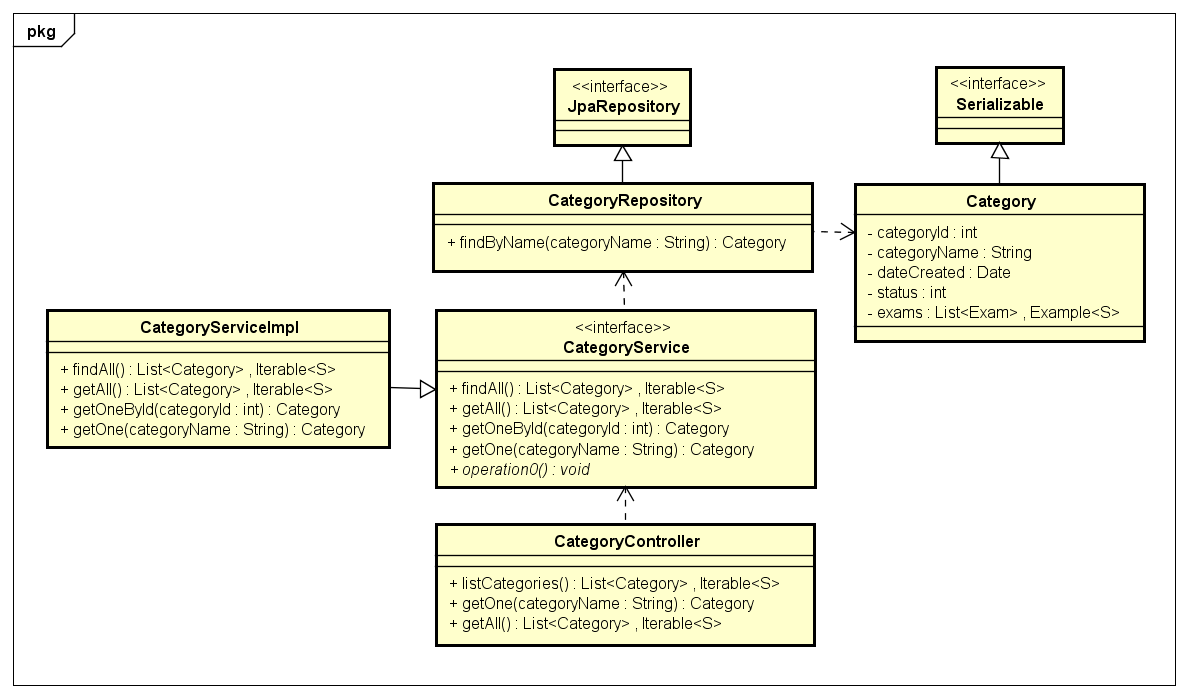 pkg
<<interface>>
JpaRepository
<<interface>>
Serializable
CategoryRepository
+ findByName(categoryName : String) : Category
Category
- categoryId : int
- categoryName : String
- dateCreated : Date
- status : int
- exams : List<Exam> , Example<S>
CategoryServiceImpl
+ findAll() : List<Category> , Iterable<S>
+ getAll() : List<Category> , Iterable<S>
+ getOneById(categoryId : int) : Category
+ getOne(categoryName : String) : Category
<<interface>>
CategoryService
+ findAll() : List<Category> , Iterable<S>
+ getAll() : List<Category> , Iterable<S>
+ getOneById(categoryId : int) : Category
+ getOne(categoryName : String) : Category
+ operation0() : void
CategoryController
+ listCategories() : List<Category> , Iterable<S>
+ getOne(categoryName : String) : Category
+ getAll() : List<Category> , Iterable<S>